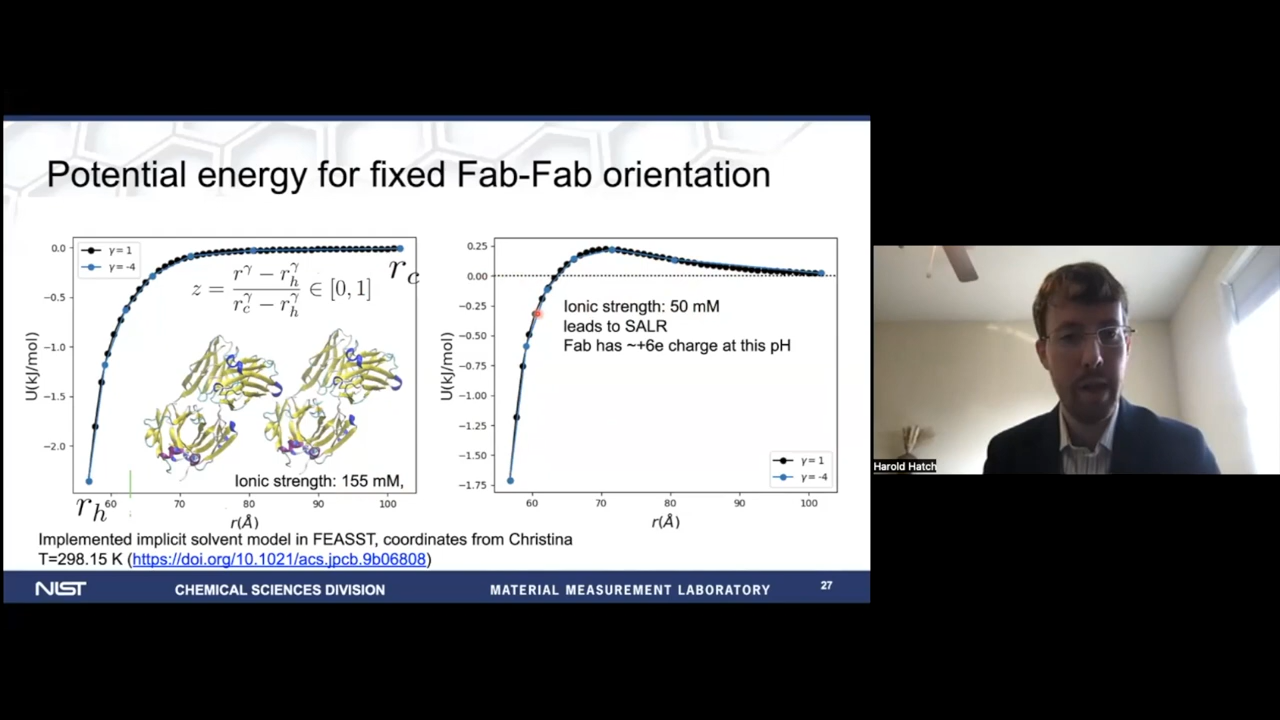 Potential energy for fixed Fab-Fab orientation
0.0
−0.5
−1.0
−1.5
−2.0
U(kJ/mol)
γ = 1
γ = -4
z = \frac{r^γ − r_h^γ}{r_c^γ − r_h^γ} ∈ [0,1]
r_c
Ionic strength: 155 mM,
r_h
60 70 80 90 100
r(Å)
0.25
0.00
−0.25
−0.50
−0.75
−1.00
−1.25
−1.50
−1.75
U(kJ/mol)
Ionic strength: 50 mM
leads to SALR
Fab has ~+6e charge at this pH
γ = 1
γ = -4
60 70 80 90 100
r(Å)
Implemented implicit solvent model in FEASST, coordinates from Christina
T=298.15 K (https://doi.org/10.1021/acs.jpcb.9b06808)
NIST CHEMICAL SCIENCES DIVISION MATERIAL MEASUREMENT LABORATORY 27
Harold Hatch